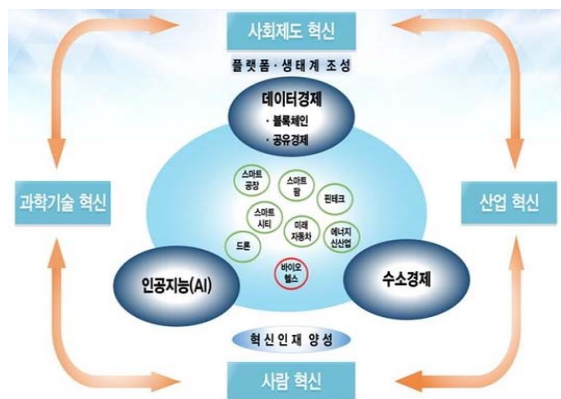 사회제도 혁신
플랫폼·생태계 조성
데이터경제
· 블록체인
· 공유경제
스마트
공장
스마트
팜
핀테크
과학기술 혁신
산업 혁신
스마트
시티
미래
자동차
에너지
신산업
드론
바이오
헬스
인공지능(AI)
수소경제
혁신인재 양성
사람 혁신